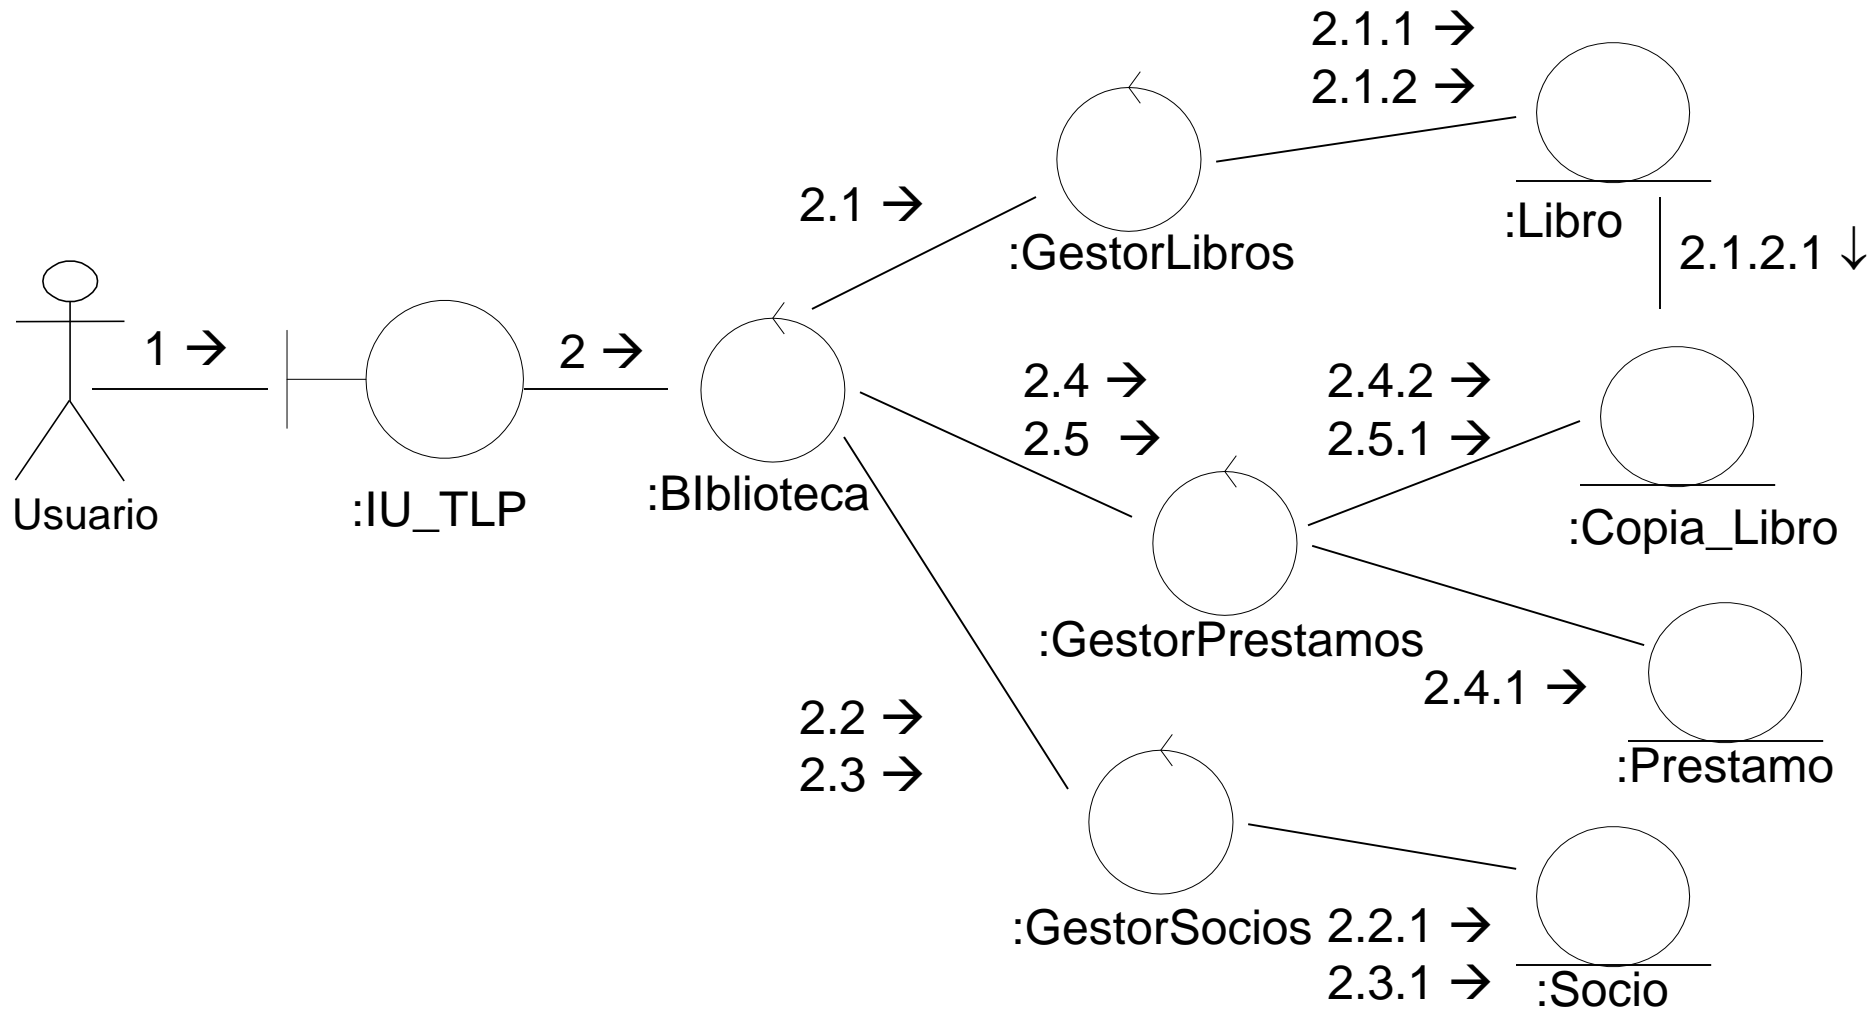 2.1.1 →
2.1.2 →
2.1 →
:Libro
:GestorLibros
2.1.2.1 ↓
1 →
2 →
2.4 →
2.5 →
2.4.2 →
2.5.1 →
Usuario
:IU_TLP
:BIblioteca
:Copia_Libro
:GestorPrestamos
2.4.1 →
2.2 →
2.3 →
:Prestamo
:GestorSocios
2.2.1 →
2.3.1 →
:Socio